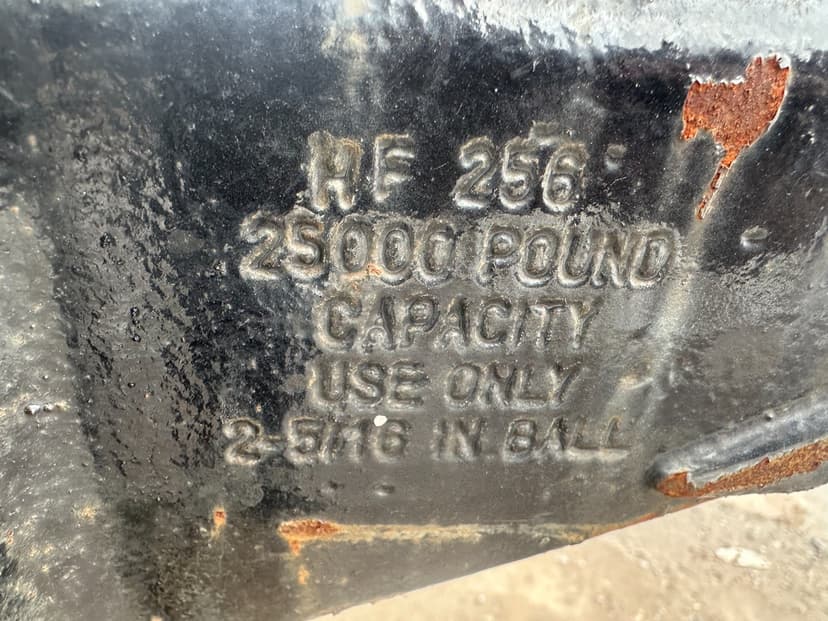 HF 256
25000 POUND
CAPACITY
USE ONLY
2-5/16 IN BALL